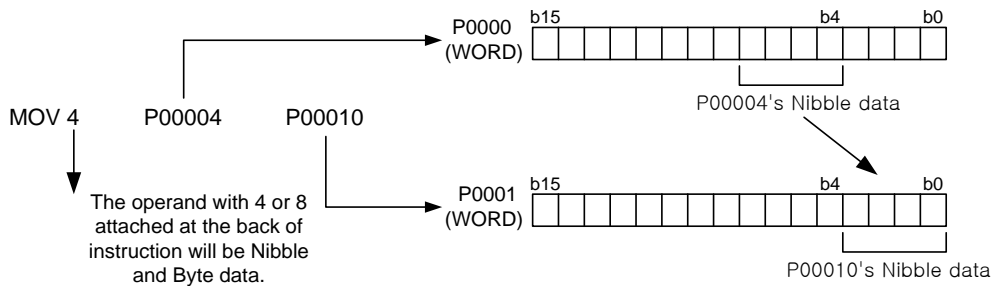 P0000
(WORD)
b15
b4
b0
P00004's Nibble data
MOV 4
P00004
P00010
The operand with 4 or 8
attached at the back of
instruction will be Nibble
and Byte data.
P0001
(WORD)
b15
b4
b0
P00010's Nibble data